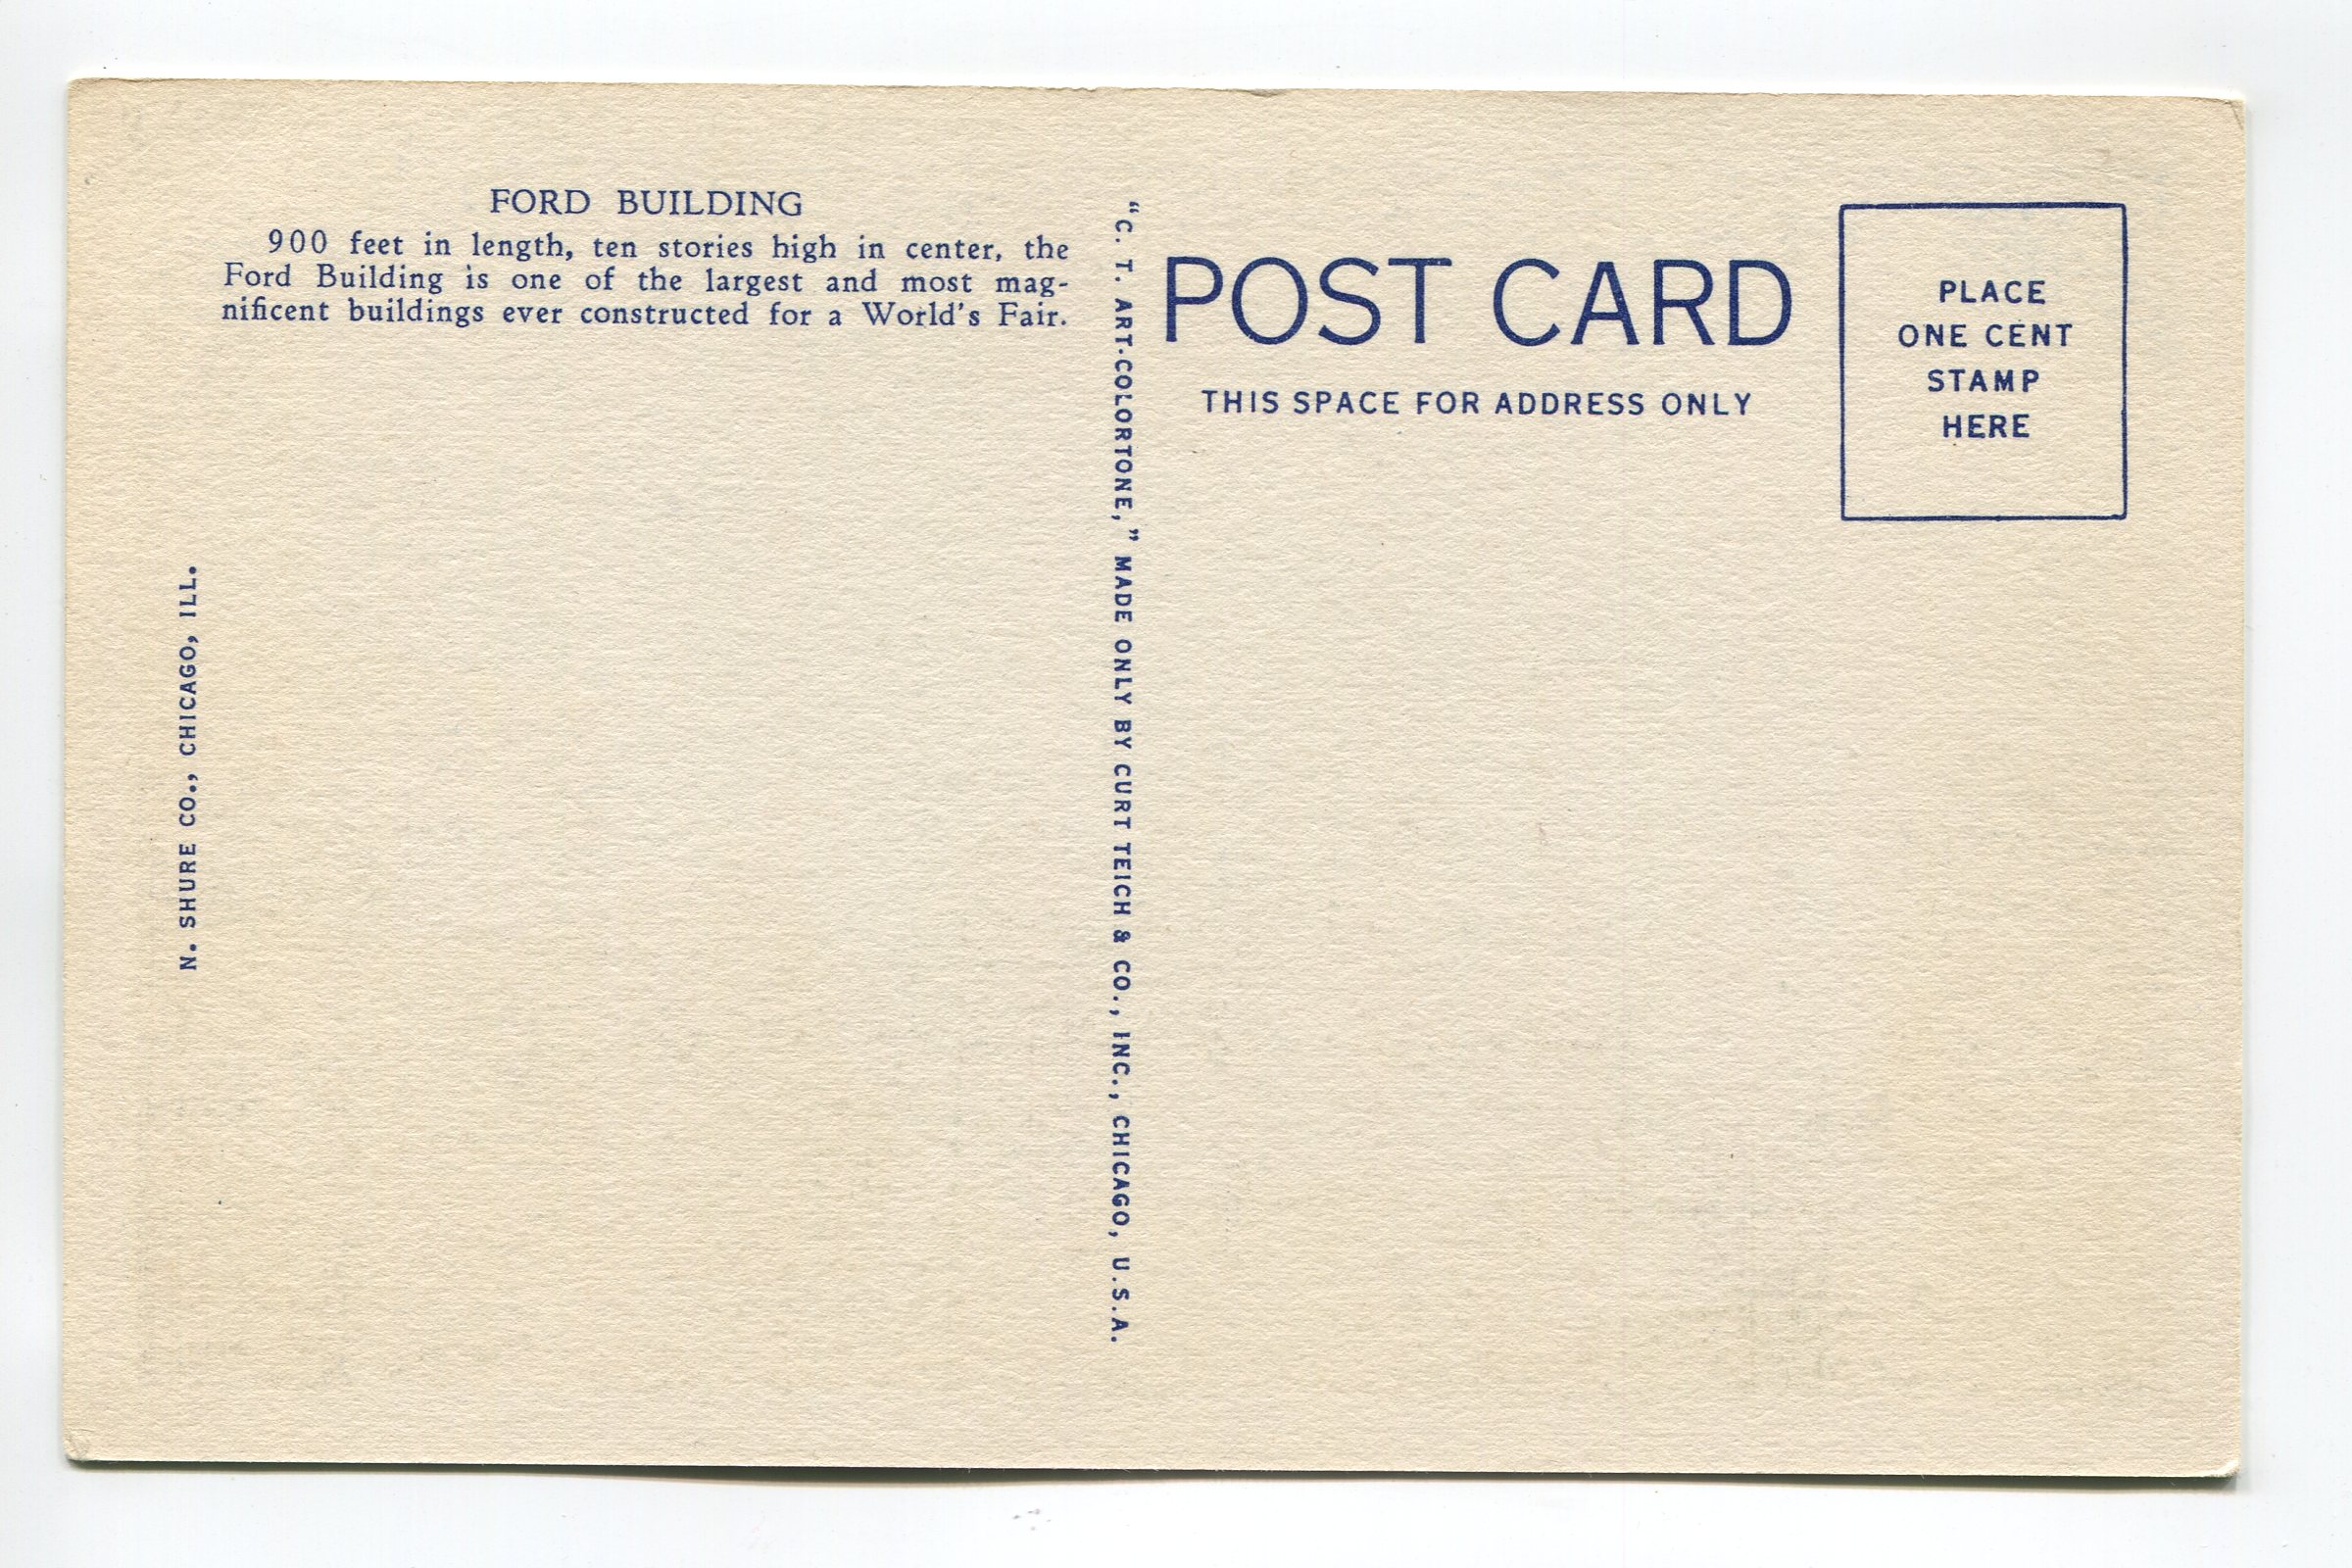 FORD BUILDING
900 feet in length, ten stories high in center, the
Ford Building is one of the largest and most mag-
nificent buildings ever constructed for a World's Fair.
N. SHURE CO., CHICAGO, ILL.
"C. T. ART-COLORTONE," MADE ONLY BY CURT TEICH & CO., INC., CHICAGO, U.S.A.
POST CARD
THIS SPACE FOR ADDRESS ONLY
PLACE
ONE CENT
STAMP
HERE